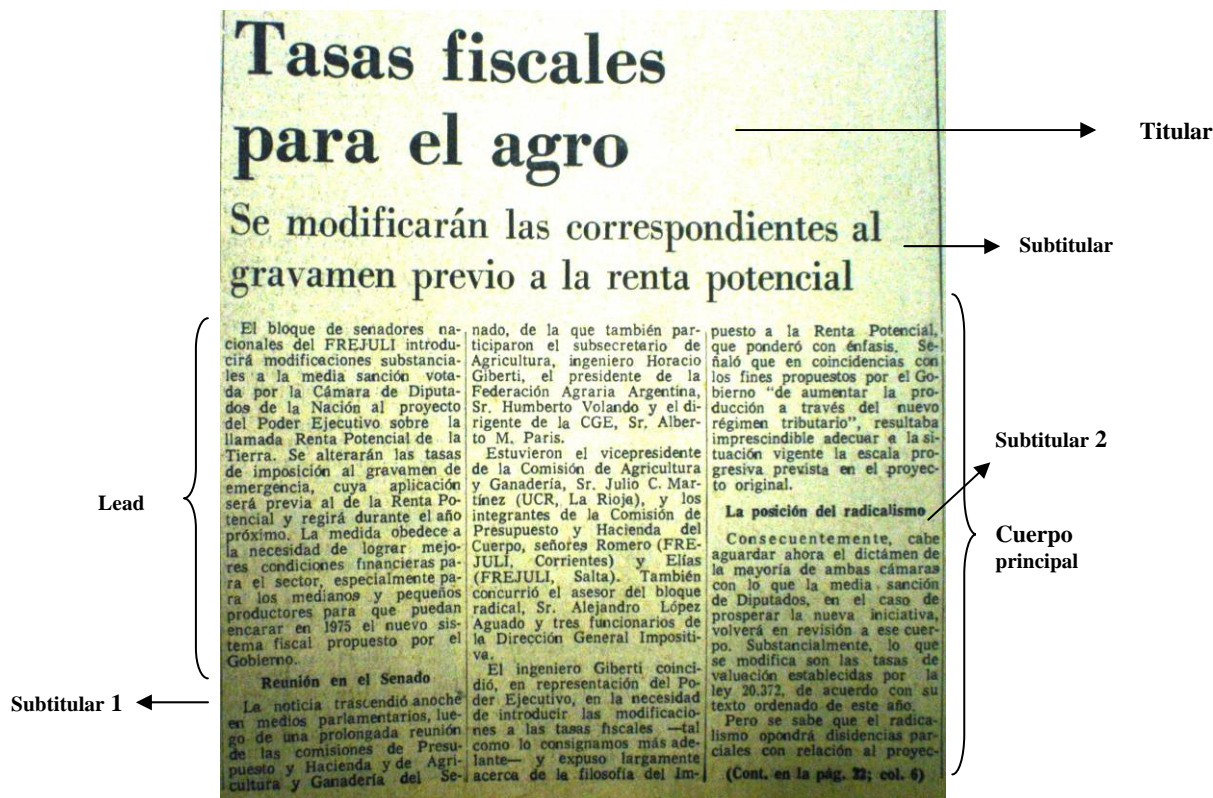 Tasas fiscales
para el agro
Titular
Se modificarán las correspondientes al
gravamen previo a la renta potencial
Subtitular
Lead
El bloque de senadores na-
cionales del FREJULI introdu-
cirá modificaciones substancia-
les a la media sanción vota-
da por la Cámara de Diputa-
dos de la Nación al proyecto
del Poder Ejecutivo sobre la
llamada Renta Potencial de la
Tierra. Se alterarán las tasas
de imposición al gravamen de
emergencia, cuya aplicación
será previa al de la Renta Po-
tencial y regirá durante el año
próximo. La medida obedece a
la necesidad de lograr mejo-
res condiciones financieras pa-
ra el sector, especialmente pa-
ra los medianos y pequeños
productores para que puedan
encarar en 1975 el nuevo sis-
tema fiscal propuesto por el
Gobierno.
Subtitular 1
Reunión en el Senado
La noticia trascendió anoche
en medios parlamentarios, lue-
go de una prolongada reunión
de las comisiones de Presu-
puesto y Hacienda y de Agri-
cultura y Ganadería del Se-
nado, de la que también par-
ticiparon el subsecretario de
Agricultura, ingeniero Horacio
Giberti, el presidente de la
Federación Agraria Argentina,
Sr. Humberto Volando y el di-
rigente de la CGE, Sr. Alber-
to M. Paris.
Estuvieron el vicepresidente
de la Comisión de Agricultura
y Ganadería, Sr. Julio C. Mar-
tínez (UCR, La Rioja), y los
integrantes de la Comisión de
Presupuesto y Hacienda del
Cuerpo, señores Romero (FRE-
JULI, Corrientes) y Elías
(FREJULI, Salta). También
concurrió el asesor del bloque
radical, Sr. Alejandro López
Aguado y tres funcionarios de
la Dirección General Impositi-
va.
El ingeniero Giberti coinci-
dió, en representación del Po-
der Ejecutivo, en la necesidad
de introducir las modificacio-
nes a las tasas fiscales —tal
como lo consignamos más ade-
lante— y expuso largamente
acerca de la filosofía del Im-
puesto a la Renta Potencial,
que ponderó con énfasis. Se-
ñaló que en coincidencias con
los fines propuestos por el Go-
bierno "de aumentar la pro-
ducción a través del nuevo
régimen tributario", resultaba
imprescindible adecuar a la si-
tuación vigente la escala pro-
gresiva prevista en el proyec-
to original.
La posición del radicalismo
Subtitular 2
Consecuentemente, cabe
aguardar ahora el dictámen de
la mayoría de ambas cámaras
con lo que la media sanción
de Diputados, en el caso de
prosperar la nueva iniciativa,
volverá en revisión a ese cuer-
po. Substancialmente, lo que
se modifica son las tasas de
valuación establecidas por la
ley 20.372, de acuerdo con su
texto ordenado de este año.
Pero se sabe que el radica-
lismo opondrá disidencias par-
ciales con relación al proyec-
(Cont. en la pág. 22; col. 6)
Cuerpo
principal